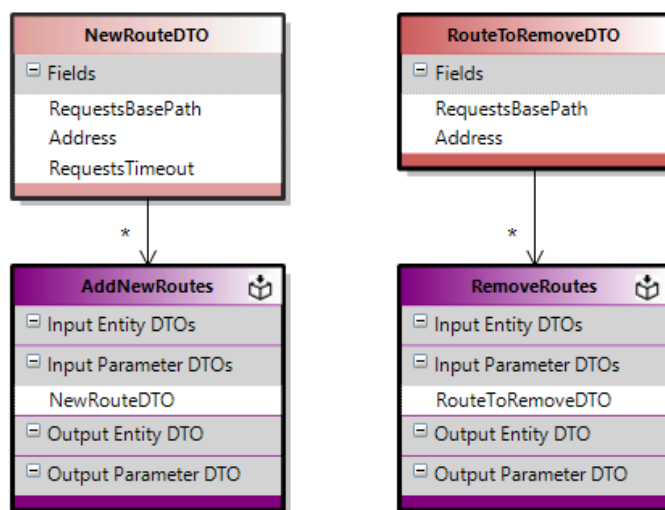 NewRouteDTO
Fields
RequestsBasePath
Address
RequestsTimeout
*
AddNewRoutes
Input Entity DTOs
Input Parameter DTOs
NewRouteDTO
Output Entity DTO
Output Parameter DTO
RouteToRemoveDTO
Fields
RequestsBasePath
Address
*
RemoveRoutes
Input Entity DTOs
Input Parameter DTOs
RouteToRemoveDTO
Output Entity DTO
Output Parameter DTO